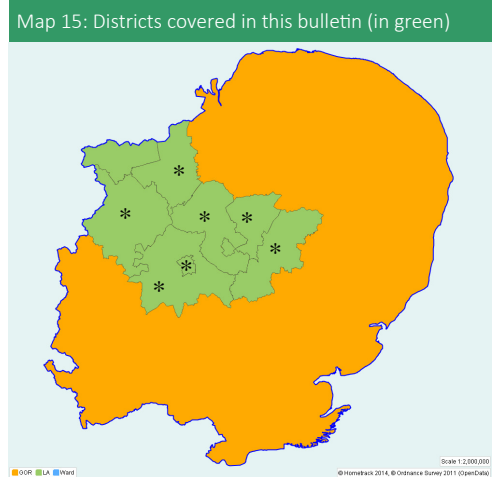 Map 15: Districts covered in this bulletin (in green)
*
*
*
*
*
*
*
Scale 1:2,000,000
GOR LA Ward
© Hometrack 2014, © Ordnance Survey 2011 (OpenData)